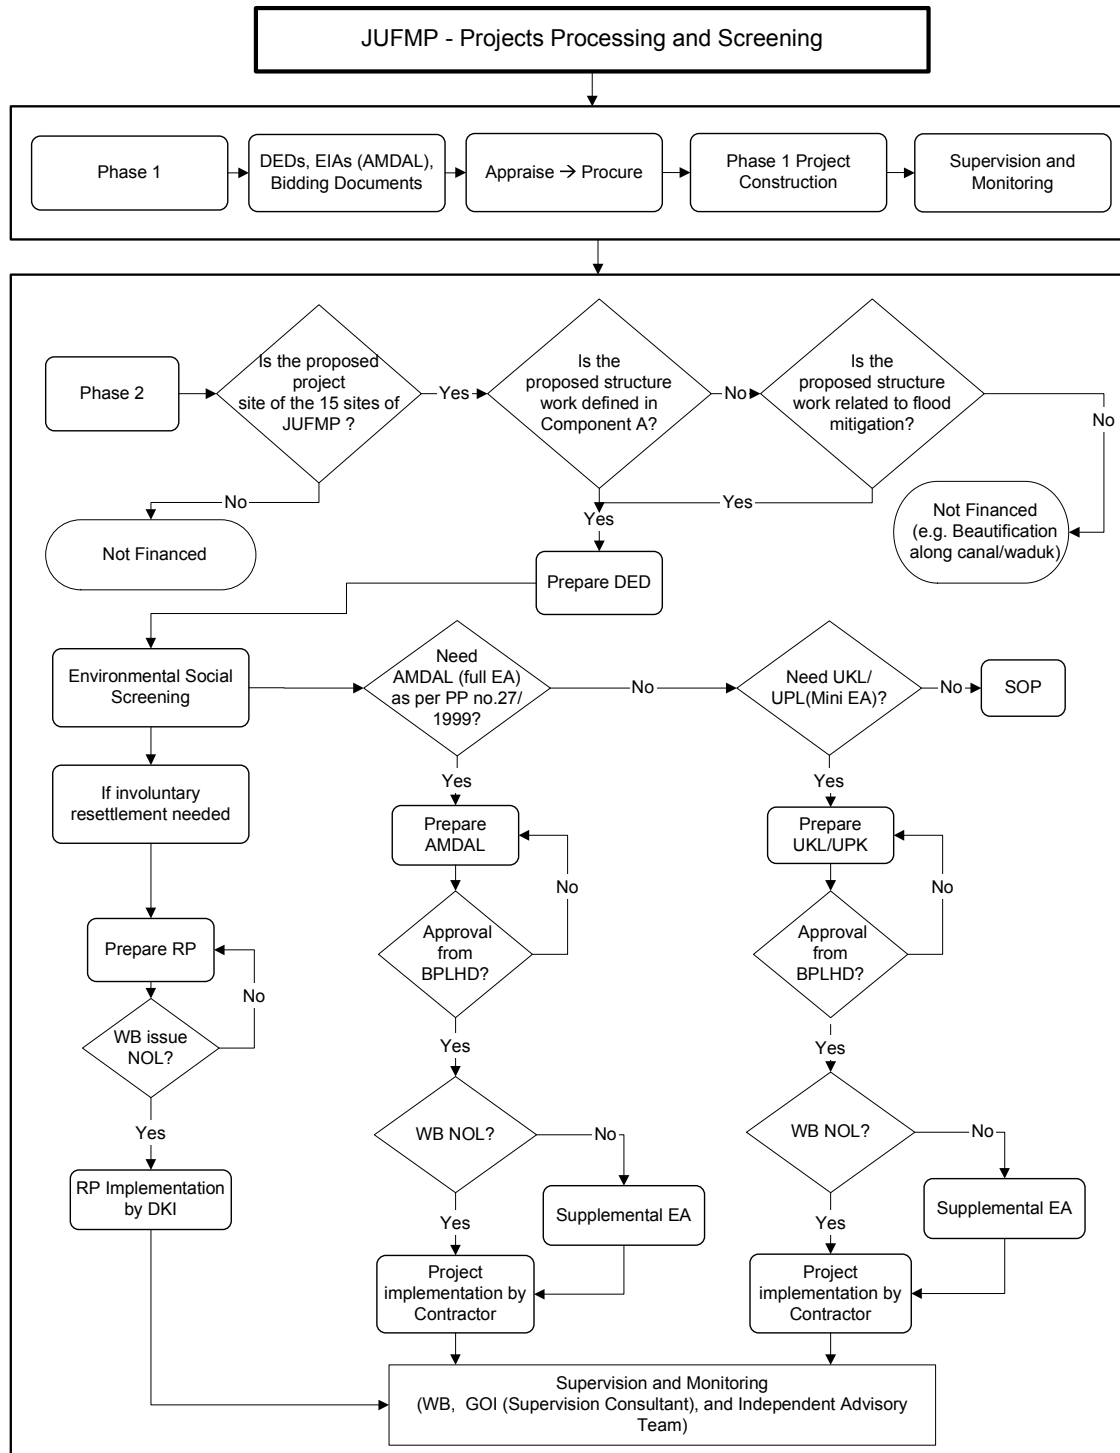 JUFMP - Projects Processing and Screening
Phase 1
DEDs, EIAs (AMDAL),
Bidding Documents
Appraise → Procure
Phase 1 Project
Construction
Supervision and
Monitoring
Phase 2
Is the proposed
project
site of the 15 sites of
JUFMP ?
Yes
Is the
proposed structure
work defined in
Component A?
No
Is the
proposed structure
work related to flood
mitigation?
No
No
Not Financed
Yes
Yes
Not Financed
(e.g. Beautification
along canal/waduk)
Prepare DED
Environmental Social
Screening
Need
AMDAL (full EA)
as per PP no.27/
1999?
No
Need UKL/
UPL(Mini EA)?
No
SOP
If involuntary
resettlement needed
Yes
Yes
Prepare
AMDAL
No
Prepare
UKL/UPK
No
Prepare RP
No
Approval
from
BPLHD?
Approval
from
BPLHD?
WB issue
NOL?
Yes
Yes
Yes
WB NOL?
No
WB NOL?
No
RP Implementation
by DKI
Supplemental EA
Supplemental EA
Yes
Yes
Project
implementation by
Contractor
Project
implementation by
Contractor
Supervision and Monitoring
(WB, GOI (Supervision Consultant), and Independent Advisory
Team)